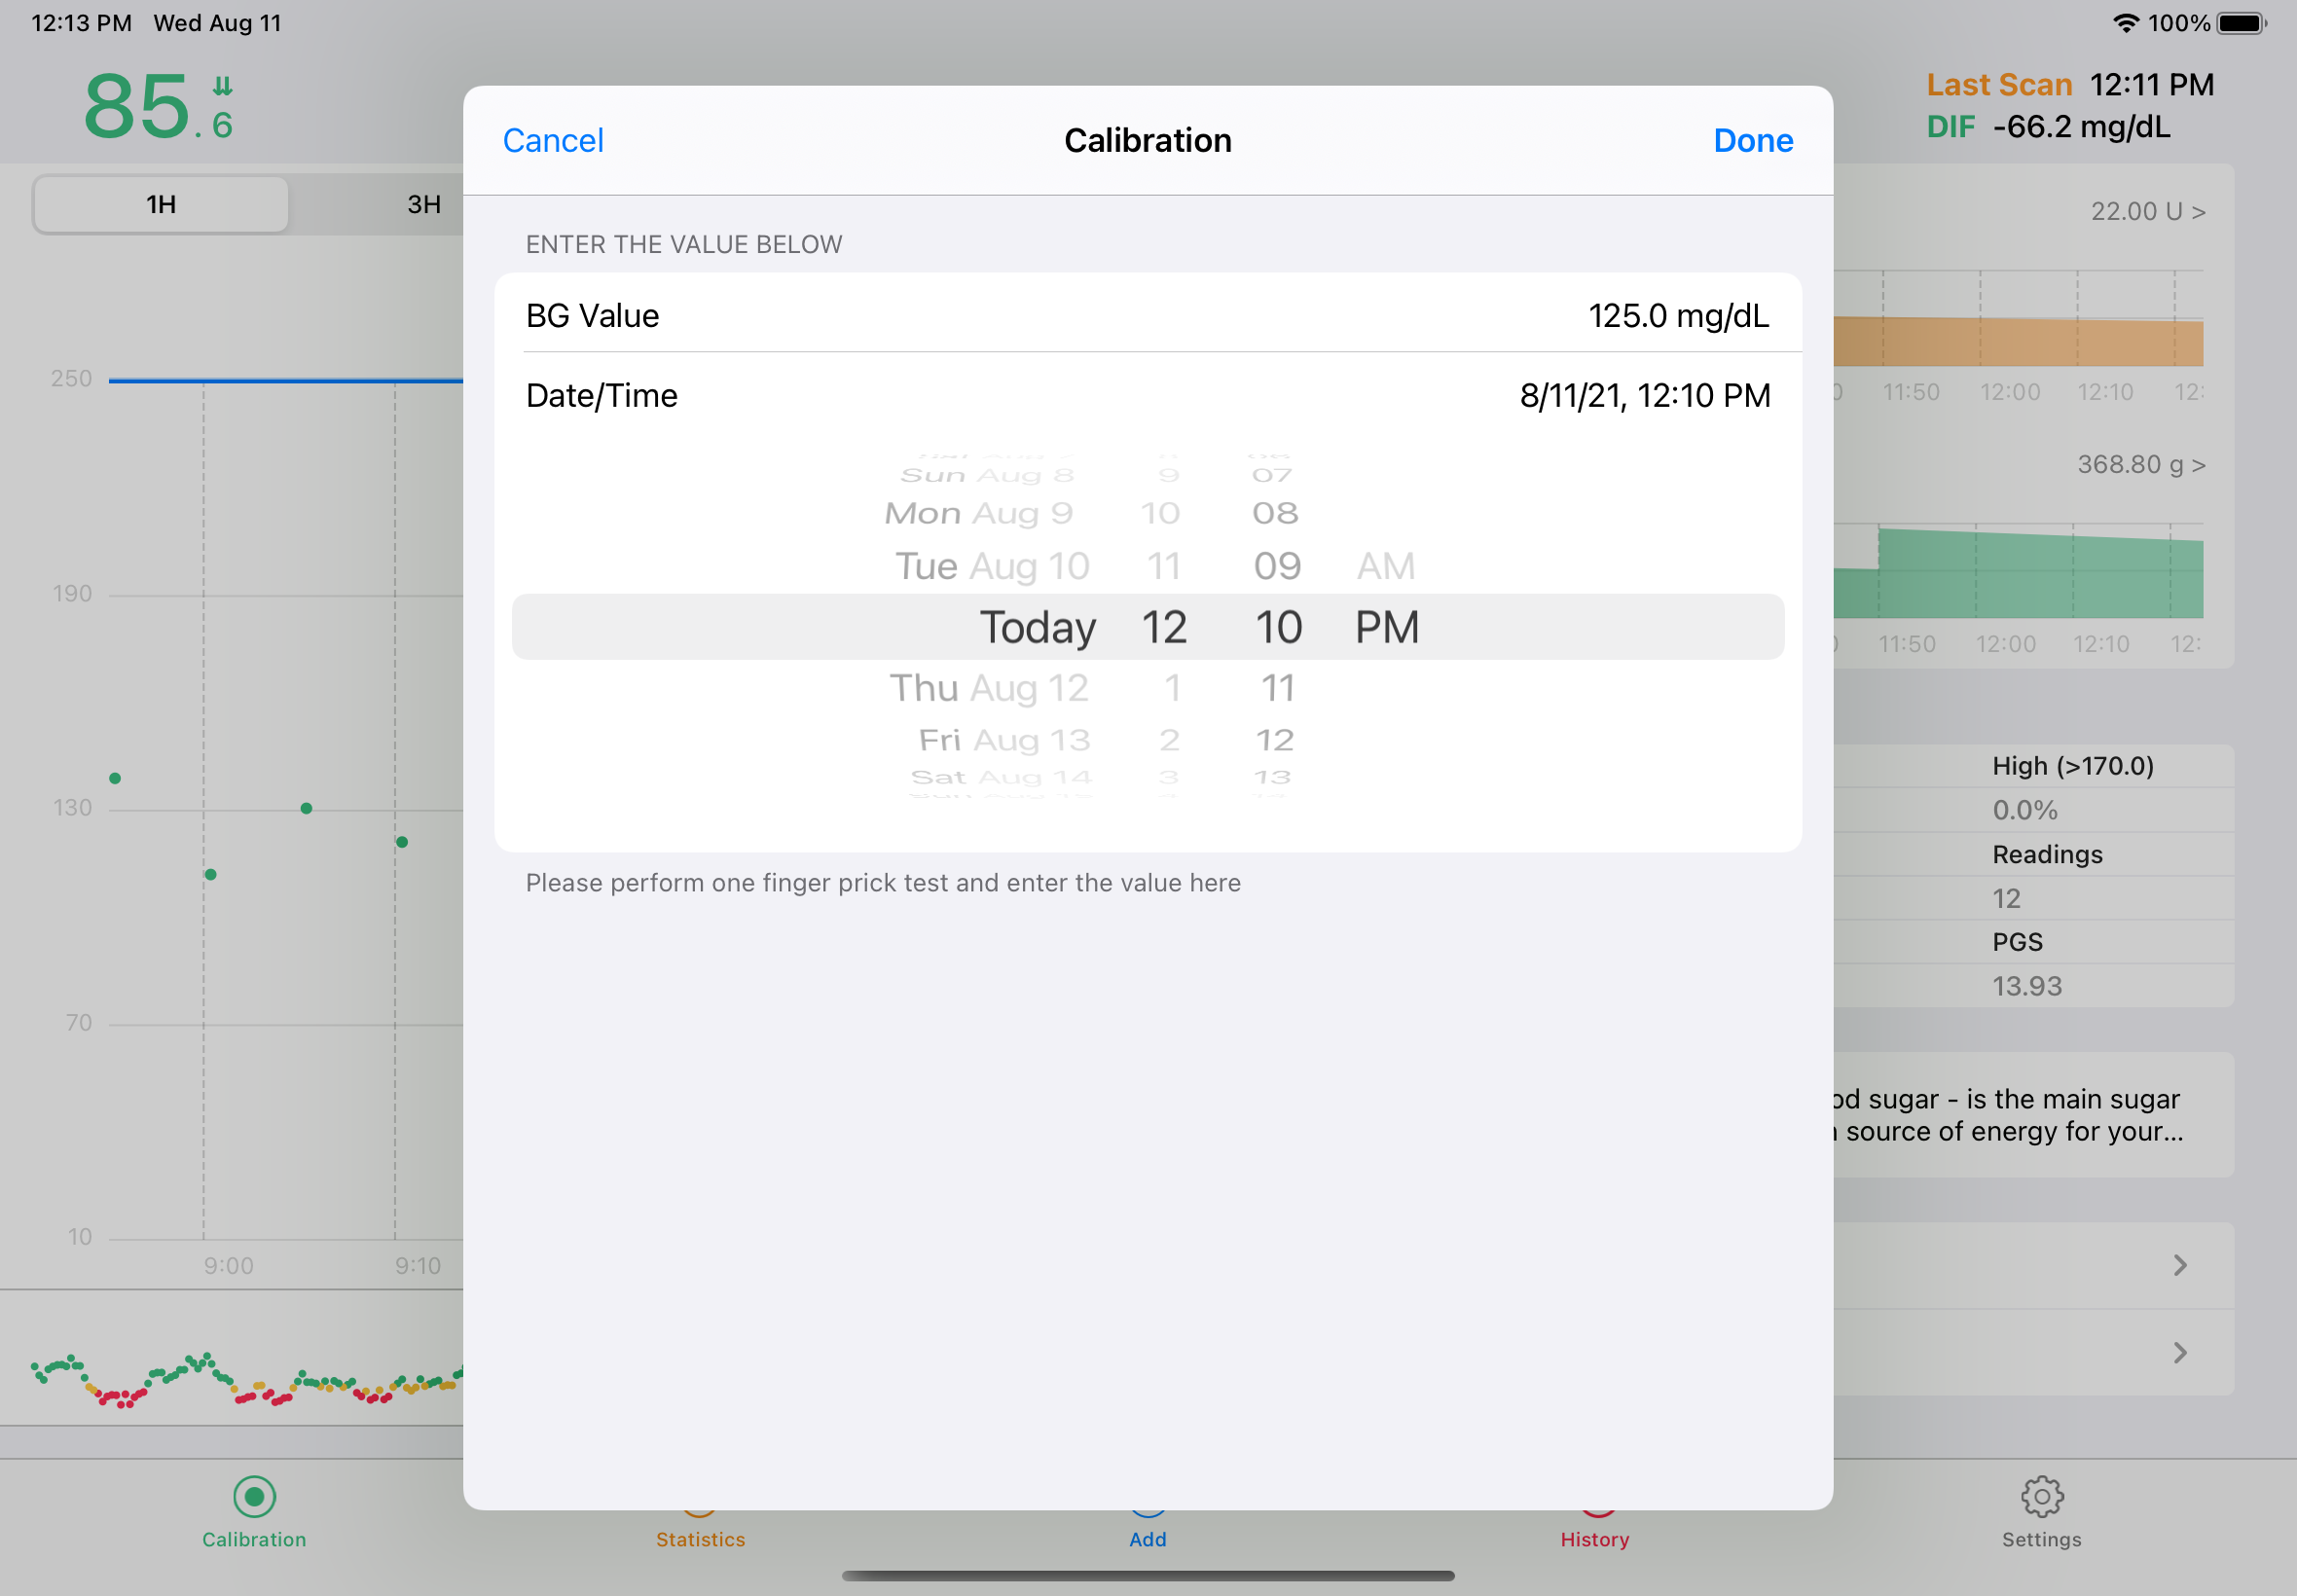 12:13 PM Wed Aug 11
100%
85.6
Last Scan 12:11 PM
DIF -66.2 mg/dL
Cancel
Calibration
Done
1H
3H
22.00 U >
ENTER THE VALUE BELOW
BG Value
125.0 mg/dL
Date/Time
8/11/21, 12:10 PM
250
190
130
70
10
9:00
9:10
11:50
12:00
12:10
12:
368.80 g >
11:50
12:00
12:10
12:
Sun Aug 8 9 07
Mon Aug 9 10 08
Tue Aug 10 11 09 AM
Today 12 10 PM
Thu Aug 12 1 11
Fri Aug 13 2 12
Sat Aug 14 3 13
Please perform one finger prick test and enter the value here
High (>170.0)
0.0%
Readings
12
PGS
13.93
od sugar - is the main sugar
source of energy for your...
Calibration
Statistics
Add
History
Settings